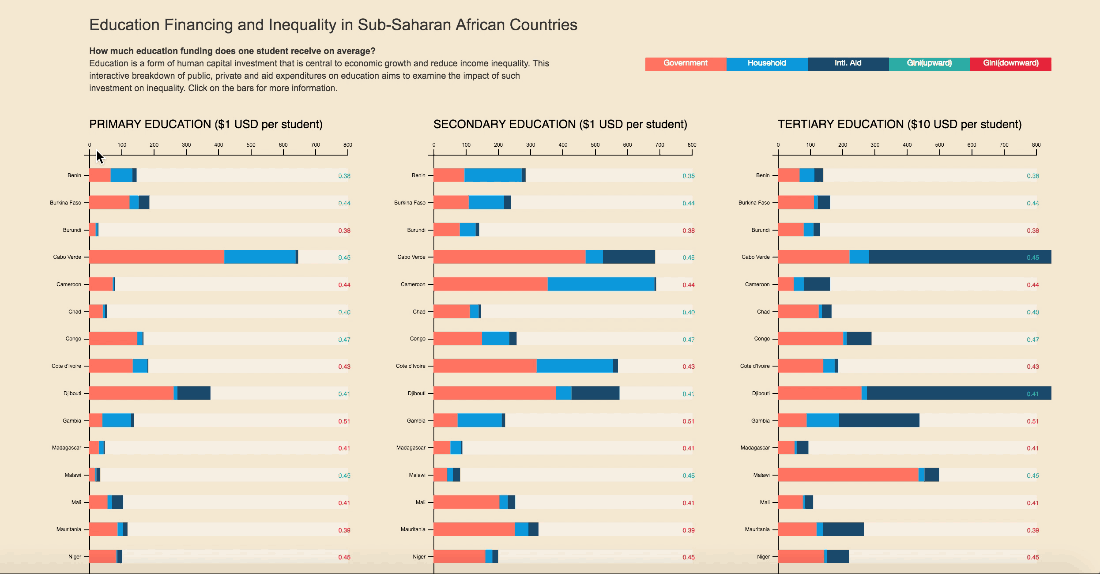 Education Financing and Inequality in Sub-Saharan African Countries
How much education funding does one student receive on average?
Education is a form of human capital investment that is central to economic growth and reduce income inequality. This
interactive breakdown of public, private and aid expenditures on education aims to examine the impact of such
investment on inequality. Click on the bars for more information.
Government Household Intl. Aid Gini(upward) Gini(downward)
PRIMARY EDUCATION ($1 USD per student)
0 100 200 300 400 500 600 700 800
Benin 0.38
Burkina Faso 0.44
Burundi 0.38
Cabo Verde 0.45
Cameroon 0.44
Chad 0.40
Congo 0.47
Cote d'Ivoire 0.43
Djibouti 0.41
Gambia 0.51
Madagascar 0.41
Malawi 0.45
Mali 0.41
Mauritania 0.39
Niger 0.45
SECONDARY EDUCATION ($1 USD per student)
0 100 200 300 400 500 600 700 800
Benin 0.38
Burkina Faso 0.44
Burundi 0.38
Cabo Verde 0.45
Cameroon 0.44
Chad 0.40
Congo 0.47
Cote d'Ivoire 0.43
Djibouti 0.41
Gambia 0.51
Madagascar 0.41
Malawi 0.45
Mali 0.41
Mauritania 0.39
Niger 0.45
TERTIARY EDUCATION ($10 USD per student)
0 100 200 300 400 500 600 700 800
Benin 0.38
Burkina Faso 0.44
Burundi 0.38
Cabo Verde 0.45
Cameroon 0.44
Chad 0.40
Congo 0.47
Cote d'Ivoire 0.43
Djibouti 0.41
Gambia 0.51
Madagascar 0.41
Malawi 0.45
Mali 0.41
Mauritania 0.39
Niger 0.45